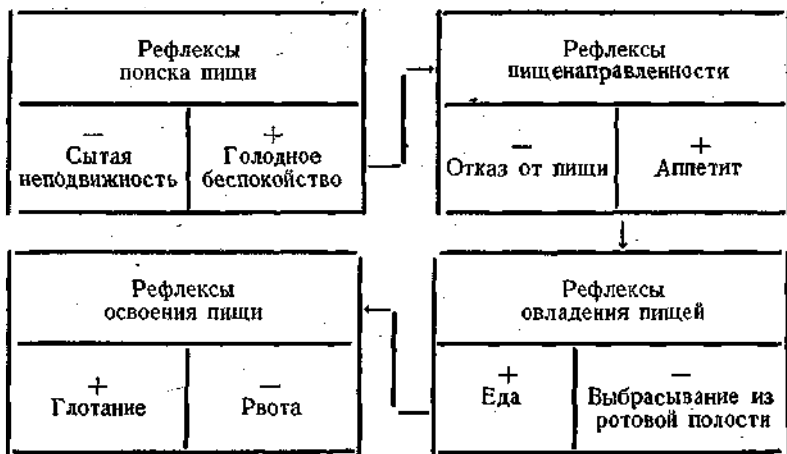 Рефлексы
поиска пищи
−
Сытая
неподвижность
+
Голодное
беспокойство
Рефлексы
пищенаправленности
−
Отказ от пищи
+
Аппетит
Рефлексы
освоения пищи
+
Глотание
−
Рвота
Рефлексы
овладения пищей
+
Еда
−
Выбрасывание из
ротовой полости